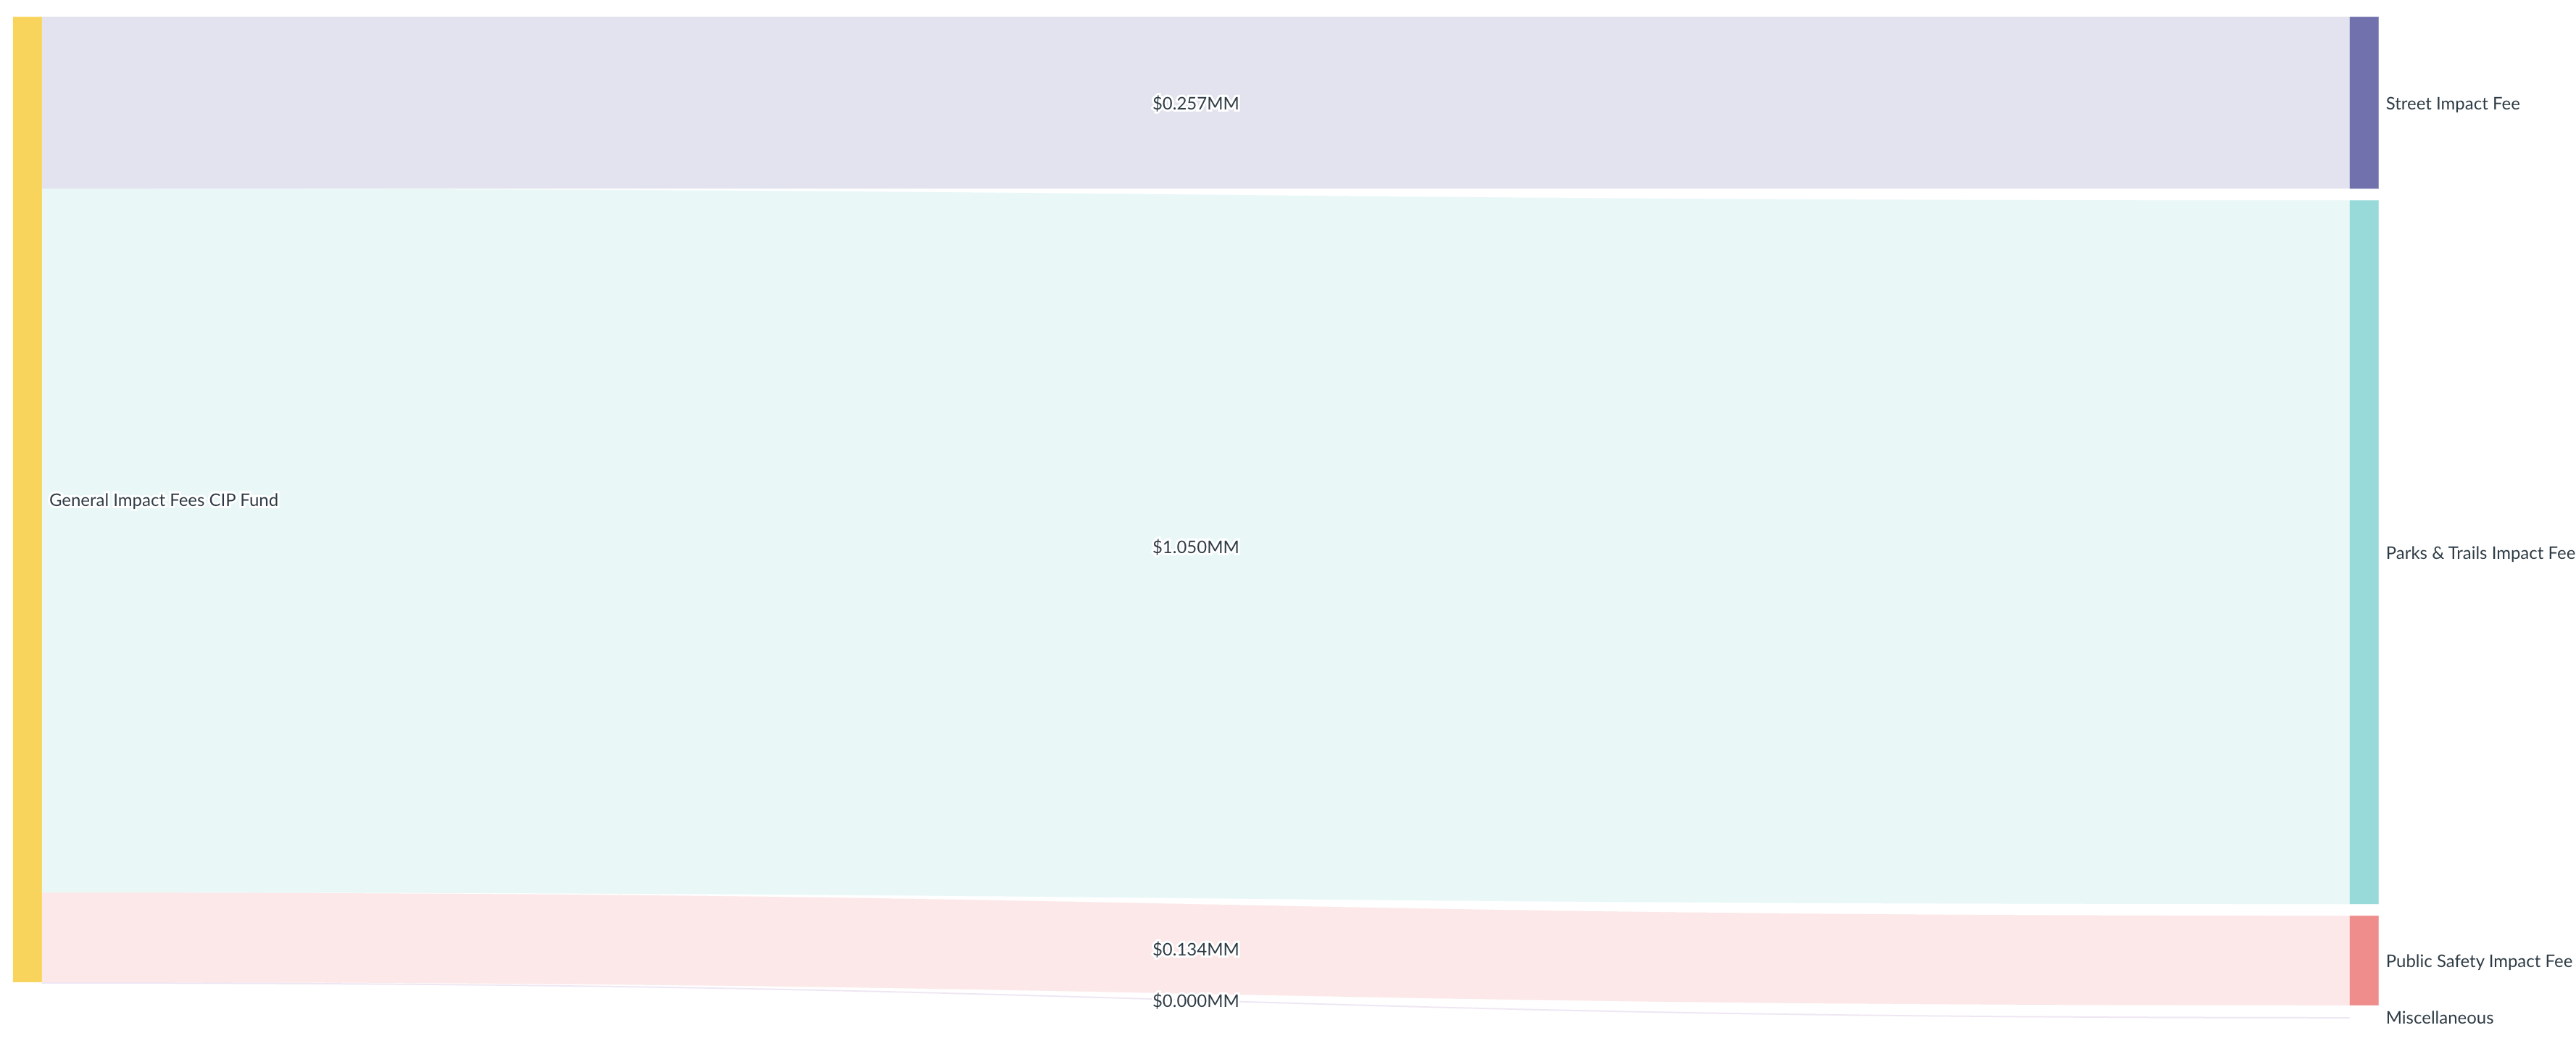 $0.257MM
Street Impact Fee
General Impact Fees CIP Fund
$1.050MM
Parks & Trails Impact Fee
$0.134MM
Public Safety Impact Fee
$0.000MM
Miscellaneous